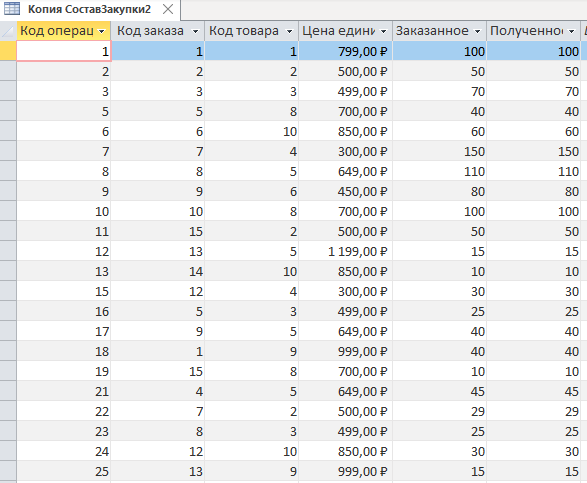 Копия СоставЗакупки2
Код операц Код заказа Код товара Цена едини Заказанное Полученно
1 1 1 799,00 ₽ 100 100
2 2 2 500,00 ₽ 50 50
3 3 3 499,00 ₽ 70 70
5 5 8 700,00 ₽ 40 40
6 6 10 850,00 ₽ 60 60
7 7 4 300,00 ₽ 150 150
8 8 5 649,00 ₽ 110 110
9 9 6 450,00 ₽ 80 80
10 10 8 700,00 ₽ 100 100
11 15 2 500,00 ₽ 50 50
12 13 5 1 199,00 ₽ 15 15
13 14 10 850,00 ₽ 10 10
15 12 4 300,00 ₽ 30 30
16 5 3 499,00 ₽ 25 25
17 9 5 649,00 ₽ 40 40
18 1 9 999,00 ₽ 40 40
19 15 8 700,00 ₽ 10 10
21 4 5 649,00 ₽ 45 45
22 7 2 500,00 ₽ 29 29
23 8 3 499,00 ₽ 25 25
24 12 10 850,00 ₽ 30 30
25 13 9 999,00 ₽ 15 15